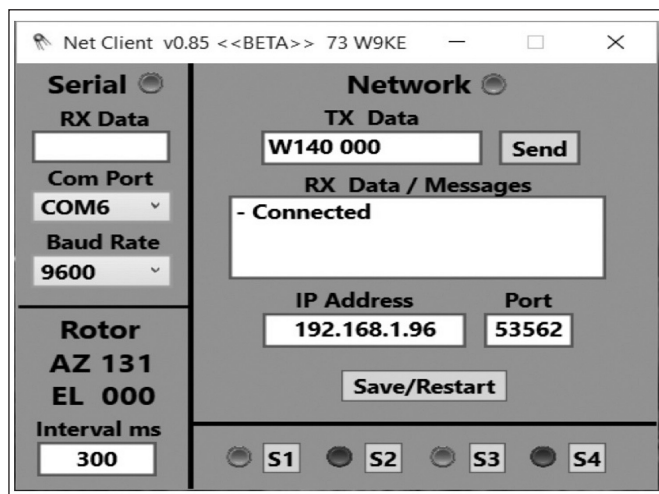 Net Client v0.85 <<BETA>> 73 W9KE
Serial
RX Data
Com Port
COM6
Baud Rate
9600
Rotor
AZ 131
EL 000
Interval ms
300
Network
TX Data
W140 000
Send
RX Data / Messages
- Connected
IP Address
Port
192.168.1.96
53562
Save/Restart
S1
S2
S3
S4